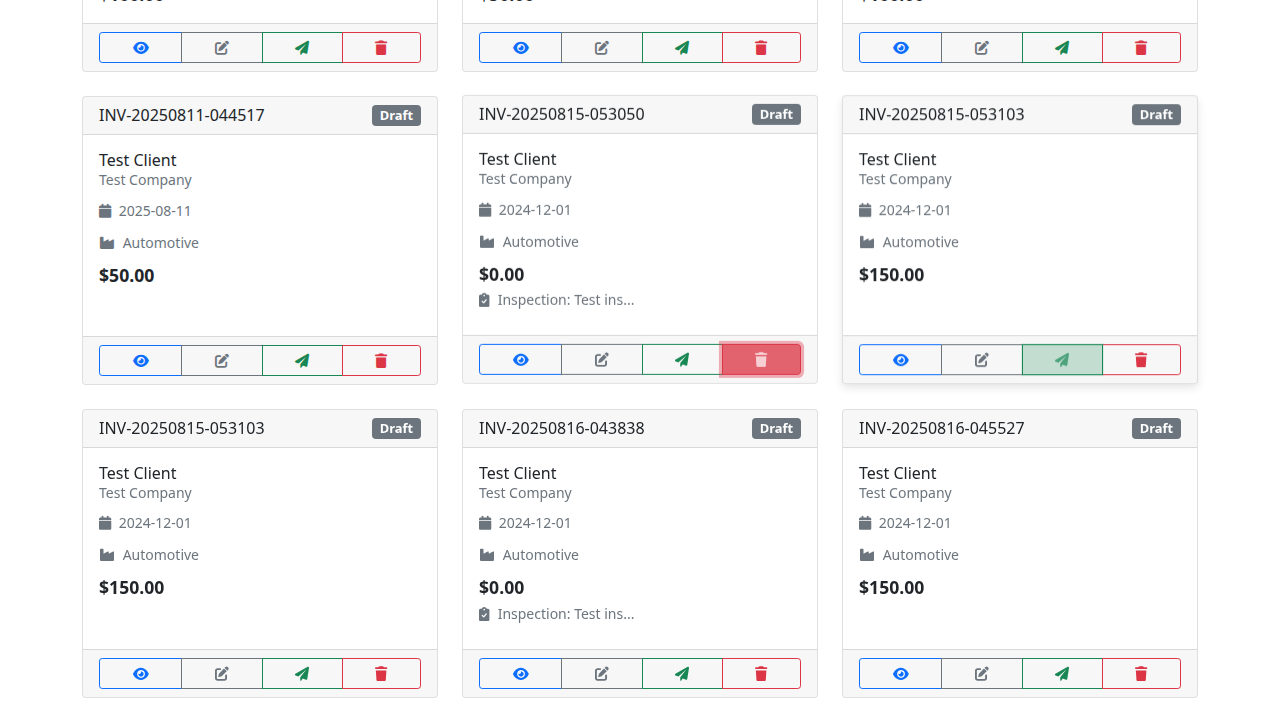 INV-20250811-044517 Draft
Test Client
Test Company
2025-08-11
Automotive
$50.00
INV-20250815-053050 Draft
Test Client
Test Company
2024-12-01
Automotive
$0.00
Inspection: Test ins...
INV-20250815-053103 Draft
Test Client
Test Company
2024-12-01
Automotive
$150.00
INV-20250815-053103 Draft
Test Client
Test Company
2024-12-01
Automotive
$150.00
INV-20250816-043838 Draft
Test Client
Test Company
2024-12-01
Automotive
$0.00
Inspection: Test ins...
INV-20250816-045527 Draft
Test Client
Test Company
2024-12-01
Automotive
$150.00